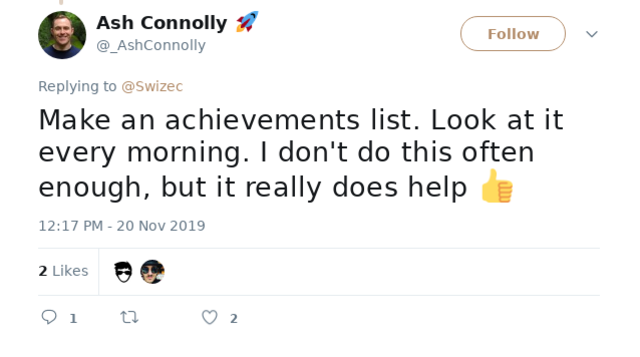 Ash Connolly 🚀
@_AshConnolly
Follow
Replying to @Swizec
Make an achievements list. Look at it
every morning. I don't do this often
enough, but it really does help 👍
12:17 PM - 20 Nov 2019
2 Likes
1 2